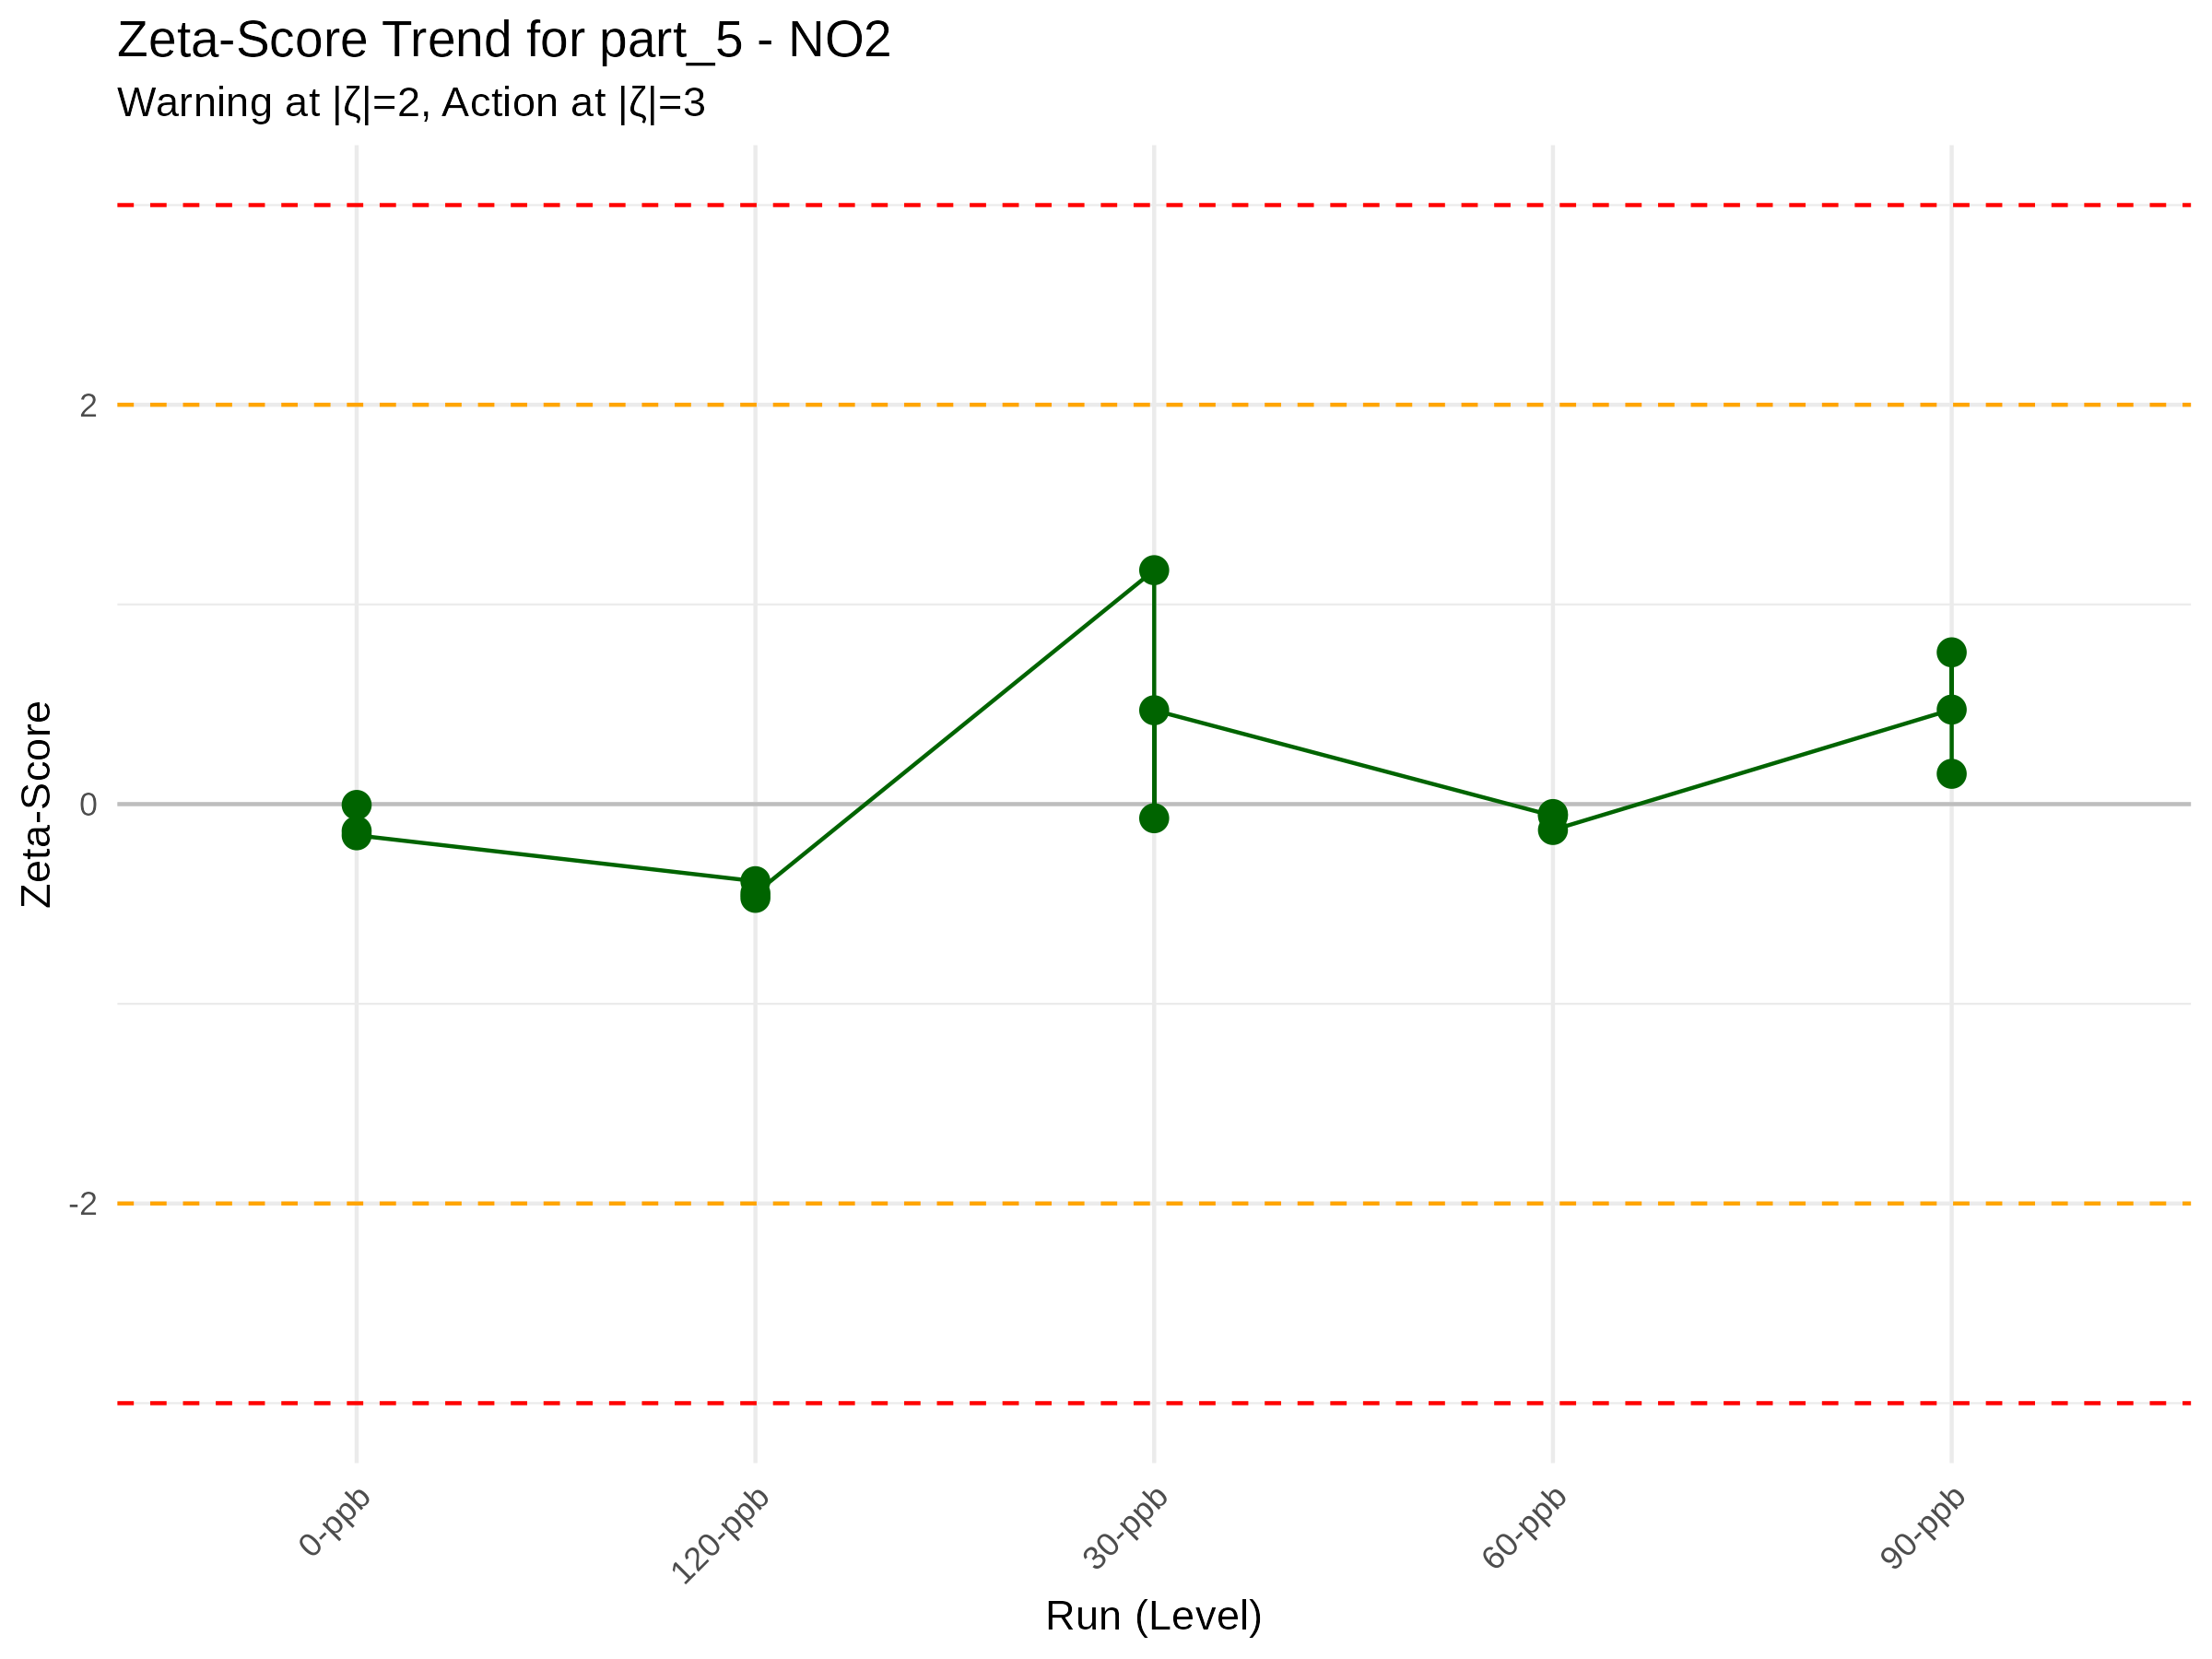 Zeta-Score Trend for part_5 - NO2
Warning at |ζ|=2, Action at |ζ|=3
Zeta-Score
2
0
-2
0-ppb
120-ppb
30-ppb
60-ppb
90-ppb
Run (Level)